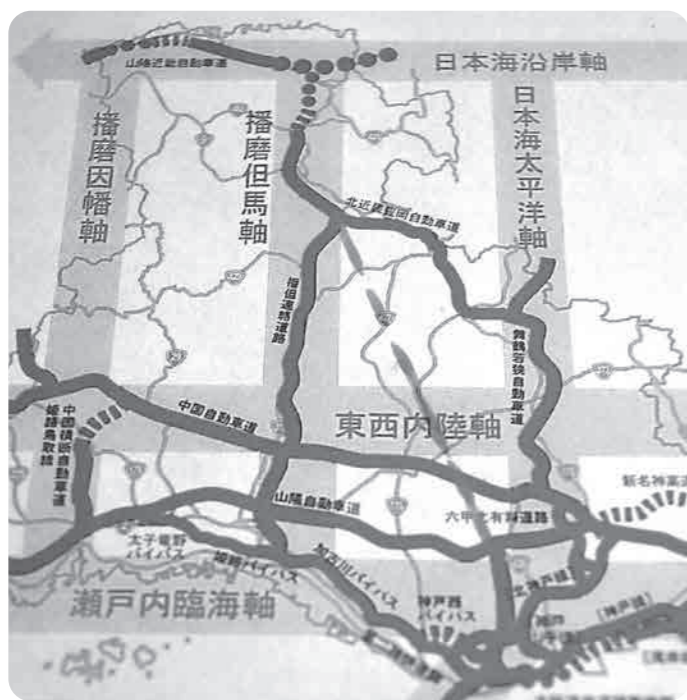 日本海沿岸軸
山陰近畿自動車道
日本海太平洋軸
播磨因幡軸
播磨但馬軸
北近畿豊岡自動車道
播但連絡道路
舞鶴若狭自動車道
東西内陸軸
中国自動車道
中国横断自動車道
姫路鳥取線
新名神高速
山陽自動車道
六甲北有料道路
太子竜野
バイパス
姫路バイパス
加古川バイパス
瀬戸内臨海軸
神戸西
バイパス
北神戸線
神戸線